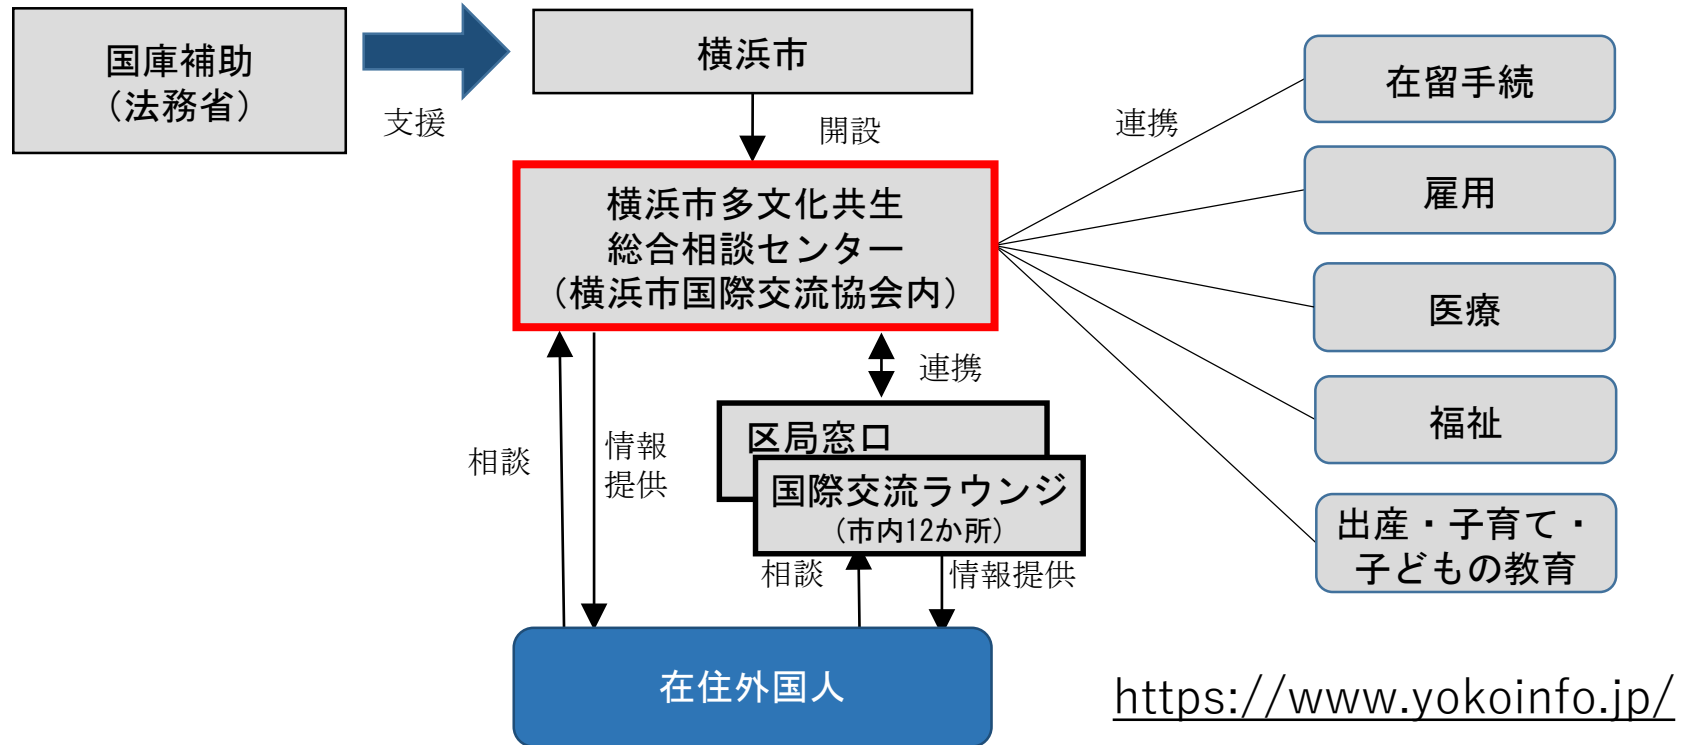 国庫補助
（法務省）
支援
横浜市
開設
横浜市多文化共生
総合相談センター
（横浜市国際交流協会内）
連携
在留手続
雇用
医療
福祉
出産・子育て・
子どもの教育
連携
区局窓口
国際交流ラウンジ
（市内12か所）
相談
情報
提供
相談
情報提供
在住外国人
https://www.yokoinfo.jp/